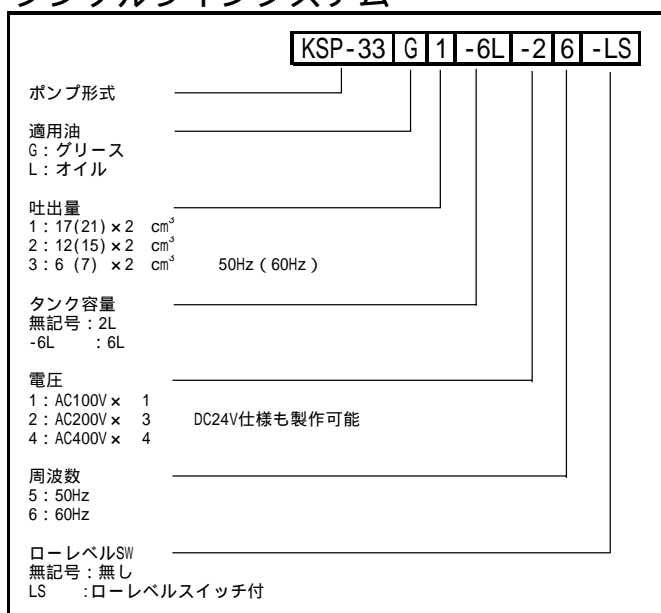 KSP-33 G 1 -6L -2 6 -LS
ポンプ形式
適用油
G：グリース
L：オイル
吐出量
1：17(21)×2 cm³
2：12(15)×2 cm³
3：6 (7) ×2 cm³ 50Hz（60Hz）
タンク容量
無記号：2L
-6L ：6L
電圧
1：AC100V× 1
2：AC200V× 3 DC24V仕様も製作可能
4：AC400V× 4
周波数
5：50Hz
6：60Hz
ローレベルSW
無記号：無し
LS ：ローレベルスイッチ付